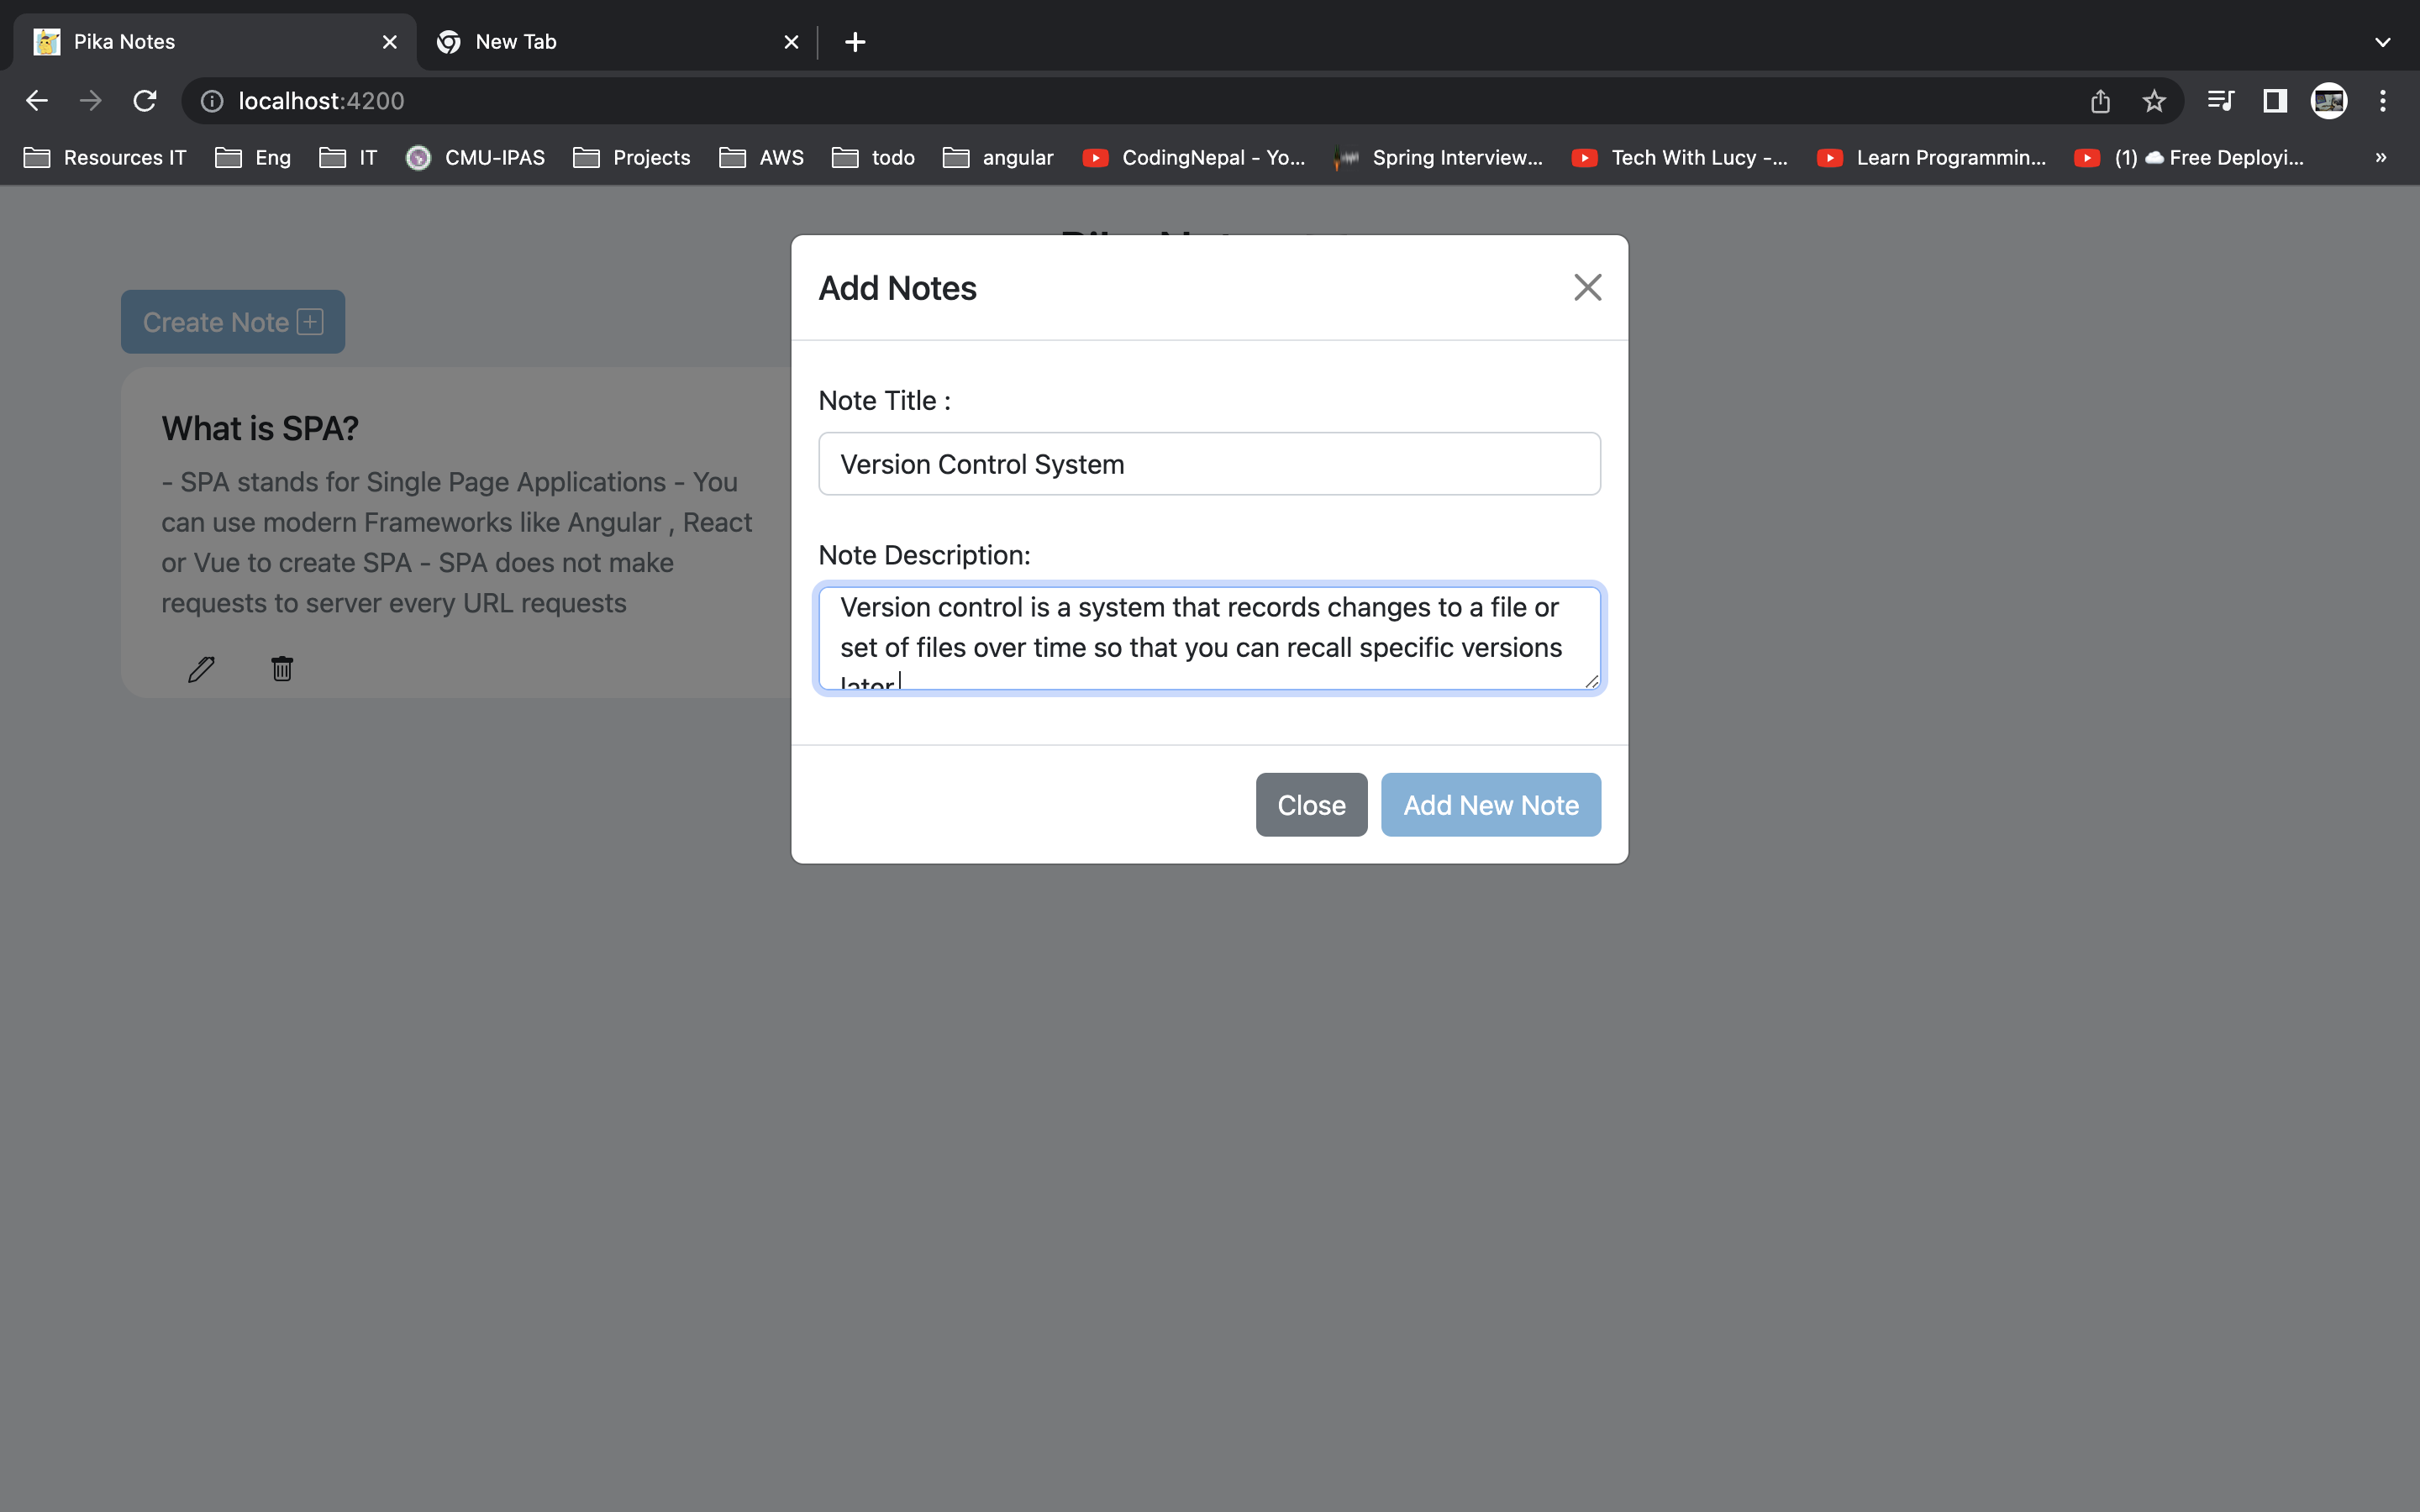 Pika Notes
New Tab
localhost:4200
Resources IT
Eng
IT
CMU-IPAS
Projects
AWS
todo
angular
CodingNepal - Yo...
Spring Interview...
Tech With Lucy -...
Learn Programmin...
(1) ☁ Free Deployi...
»
Create Note
What is SPA?
- SPA stands for Single Page Applications - You
can use modern Frameworks like Angular , React
or Vue to create SPA - SPA does not make
requests to server every URL requests
Add Notes
Note Title :
Version Control System
Note Description:
Version control is a system that records changes to a file or
set of files over time so that you can recall specific versions
later
Close
Add New Note